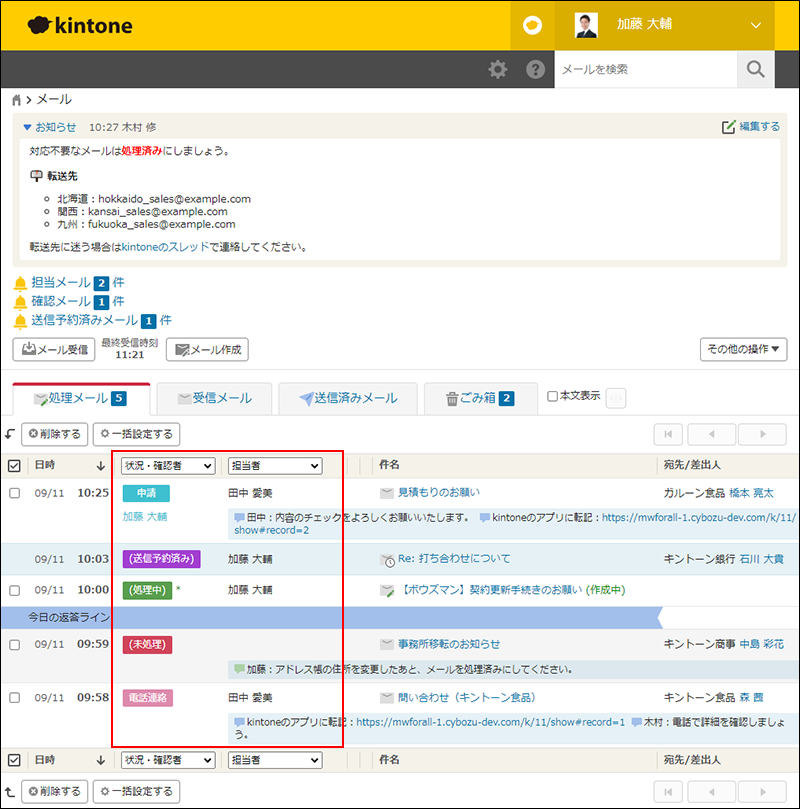 kintone
加藤 大輔
メールを検索
メール
お知らせ 10:27 木村 修
編集する
対応不要なメールは処理済みにしましょう。
転送先
北海道：hokkaido_sales@example.com
関西：kansai_sales@example.com
九州：fukuoka_sales@example.com
転送先に迷う場合はkintoneのスレッドで連絡してください。
担当メール 2 件
確認メール 1 件
送信予約済みメール 1 件
メール受信 最終受信時刻 11:21 メール作成 その他の操作▼
処理メール 5 受信メール 送信済みメール ごみ箱 2 本文表示
削除する 一括設定する
日時 状況・確認者 担当者 件名 宛先/差出人
09/11 10:25 申請 田中 愛美 見積もりのお願い ガルーン食品 橋本 亮太
加藤 大輔 田中：内容のチェックをよろしくお願いいたします。 kintoneのアプリに転記：https://mwforall-1.cybozu-dev.com/k/11/
show#record=2
09/11 10:03 (送信予約済み) 加藤 大輔 Re: 打ち合わせについて キントーン銀行 石川 大貴
09/11 10:00 (処理中) * 加藤 大輔 【ボウズマン】契約更新手続きのお願い (作成中)
今日の返答ライン
09/11 09:59 (未処理) 事務所移転のお知らせ キントーン商事 中島 彩花
加藤：アドレス帳の住所を変更したあと、メールを処理済みにしてください。
09/11 09:58 電話連絡 田中 愛美 問い合わせ（キントーン食品） キントーン食品 森 茜
kintoneのアプリに転記：https://mwforall-1.cybozu-dev.com/k/11/show#record=1 木村：電話で詳細を確認しましょ
う。
日時 状況・確認者 担当者 件名 宛先/差出人
削除する 一括設定する